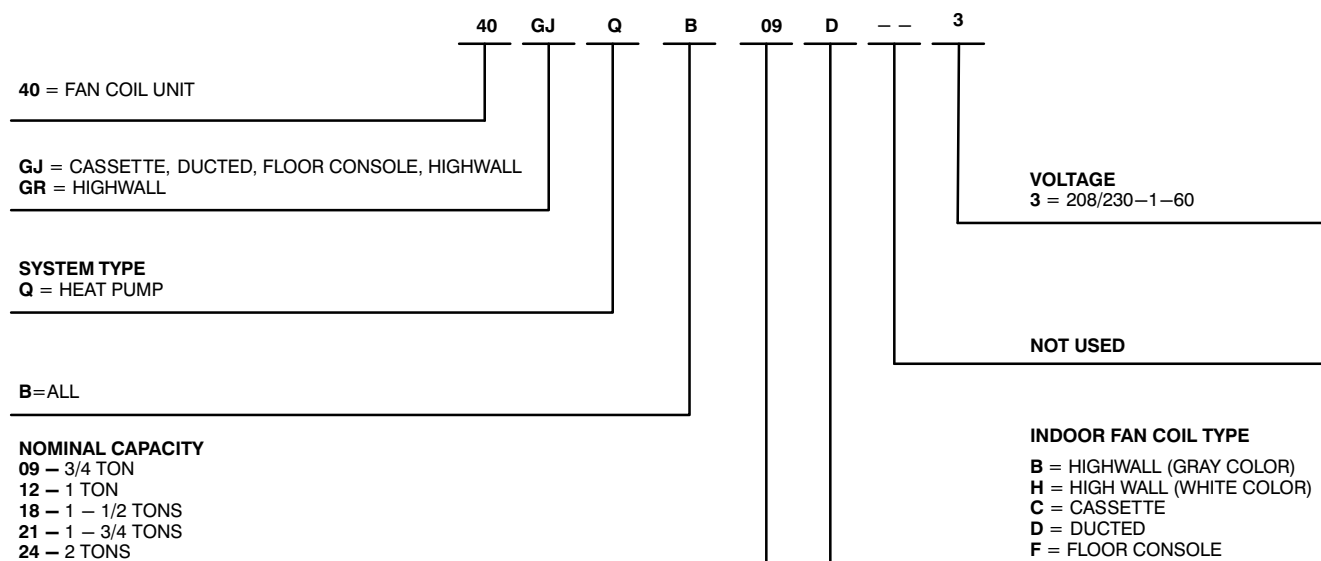 40 GJ Q B 09 D – – 3
40 = FAN COIL UNIT
GJ = CASSETTE, DUCTED, FLOOR CONSOLE, HIGHWALL
GR = HIGHWALL
SYSTEM TYPE
Q = HEAT PUMP
B=ALL
NOMINAL CAPACITY
09 – 3/4 TON
12 – 1 TON
18 – 1 – 1/2 TONS
21 – 1 – 3/4 TONS
24 – 2 TONS
VOLTAGE
3 = 208/230–1–60
NOT USED
INDOOR FAN COIL TYPE
B = HIGHWALL (GRAY COLOR)
H = HIGH WALL (WHITE COLOR)
C = CASSETTE
D = DUCTED
F = FLOOR CONSOLE